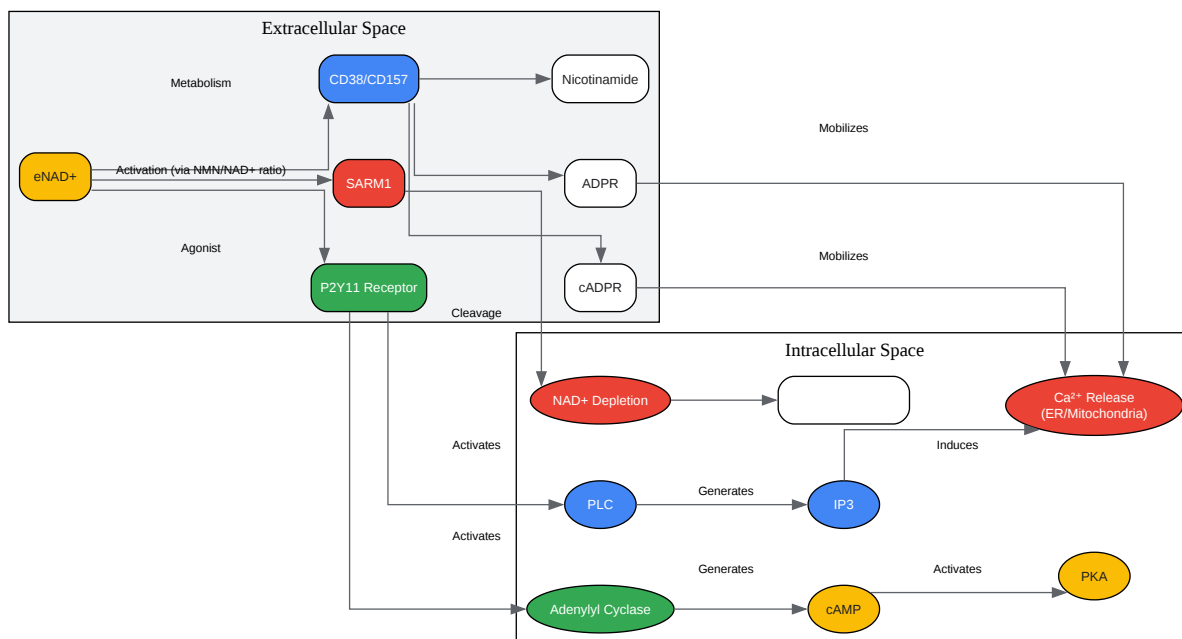 Extracellular Space
CD38/CD157
Nicotinamide
Metabolism
Mobilizes
eNAD+
Activation (via NMN/NAD+ ratio)
SARM1
ADPR
Agonist
Mobilizes
P2Y11 Receptor
cADPR
Cleavage
Intracellular Space
NAD+ Depletion
Ca²⁺ Release
(ER/Mitochondria)
Activates
Induces
PLC
Generates
IP3
Activates
Generates
Activates
PKA
Adenylyl Cyclase
cAMP